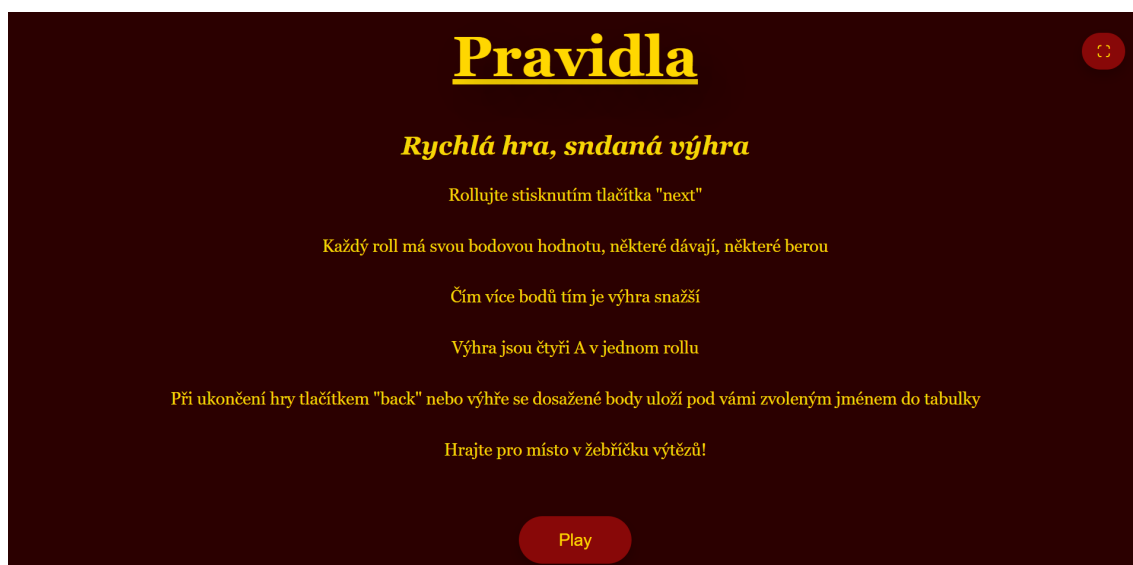 Pravidla
Rychlá hra, sndaná výhra
Rollujte stisknutím tlačítka "next"
Každý roll má svou bodovou hodnotu, některé dávají, některé berou
Čím více bodů tím je výhra snažší
Výhra jsou čtyři A v jednom rollu
Při ukončení hry tlačítkem "back" nebo výhře se dosažené body uloží pod vámi zvoleným jménem do tabulky
Hrajte pro místo v žebříčku výtězů!
Play